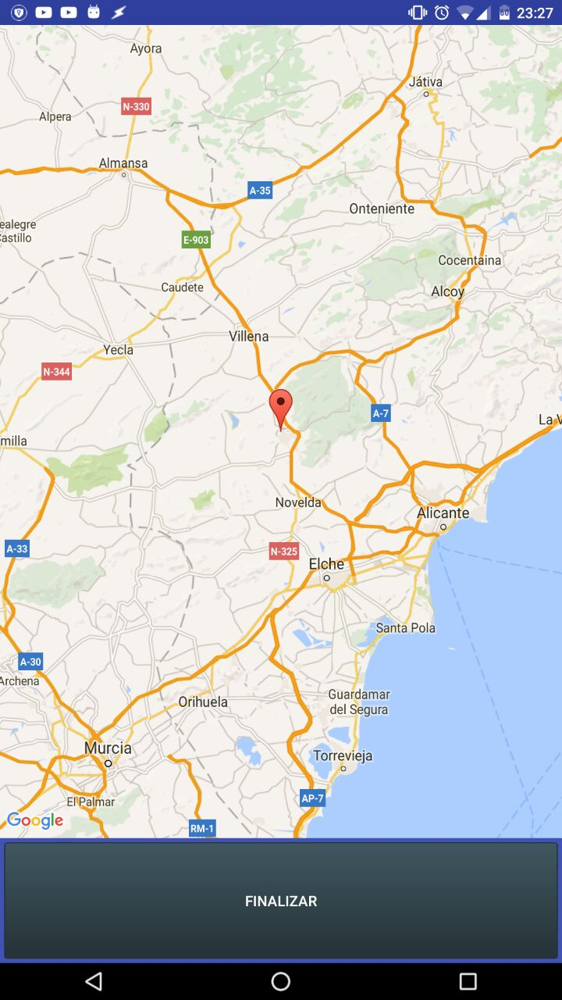 23:27
Ayora
Játiva
N-330
Alpera
Almansa
A-35
Onteniente
ealegre
Castillo
E-903
Cocentaina
Caudete
Alcoy
Villena
Yecla
N-344
A-7
La V
milla
Novelda
Alicante
A-33
N-325
Elche
Santa Pola
A-30
Archena
Guardamar
del Segura
Orihuela
Murcia
Torrevieja
AP-7
El Palmar
Google
RM-1
FINALIZAR